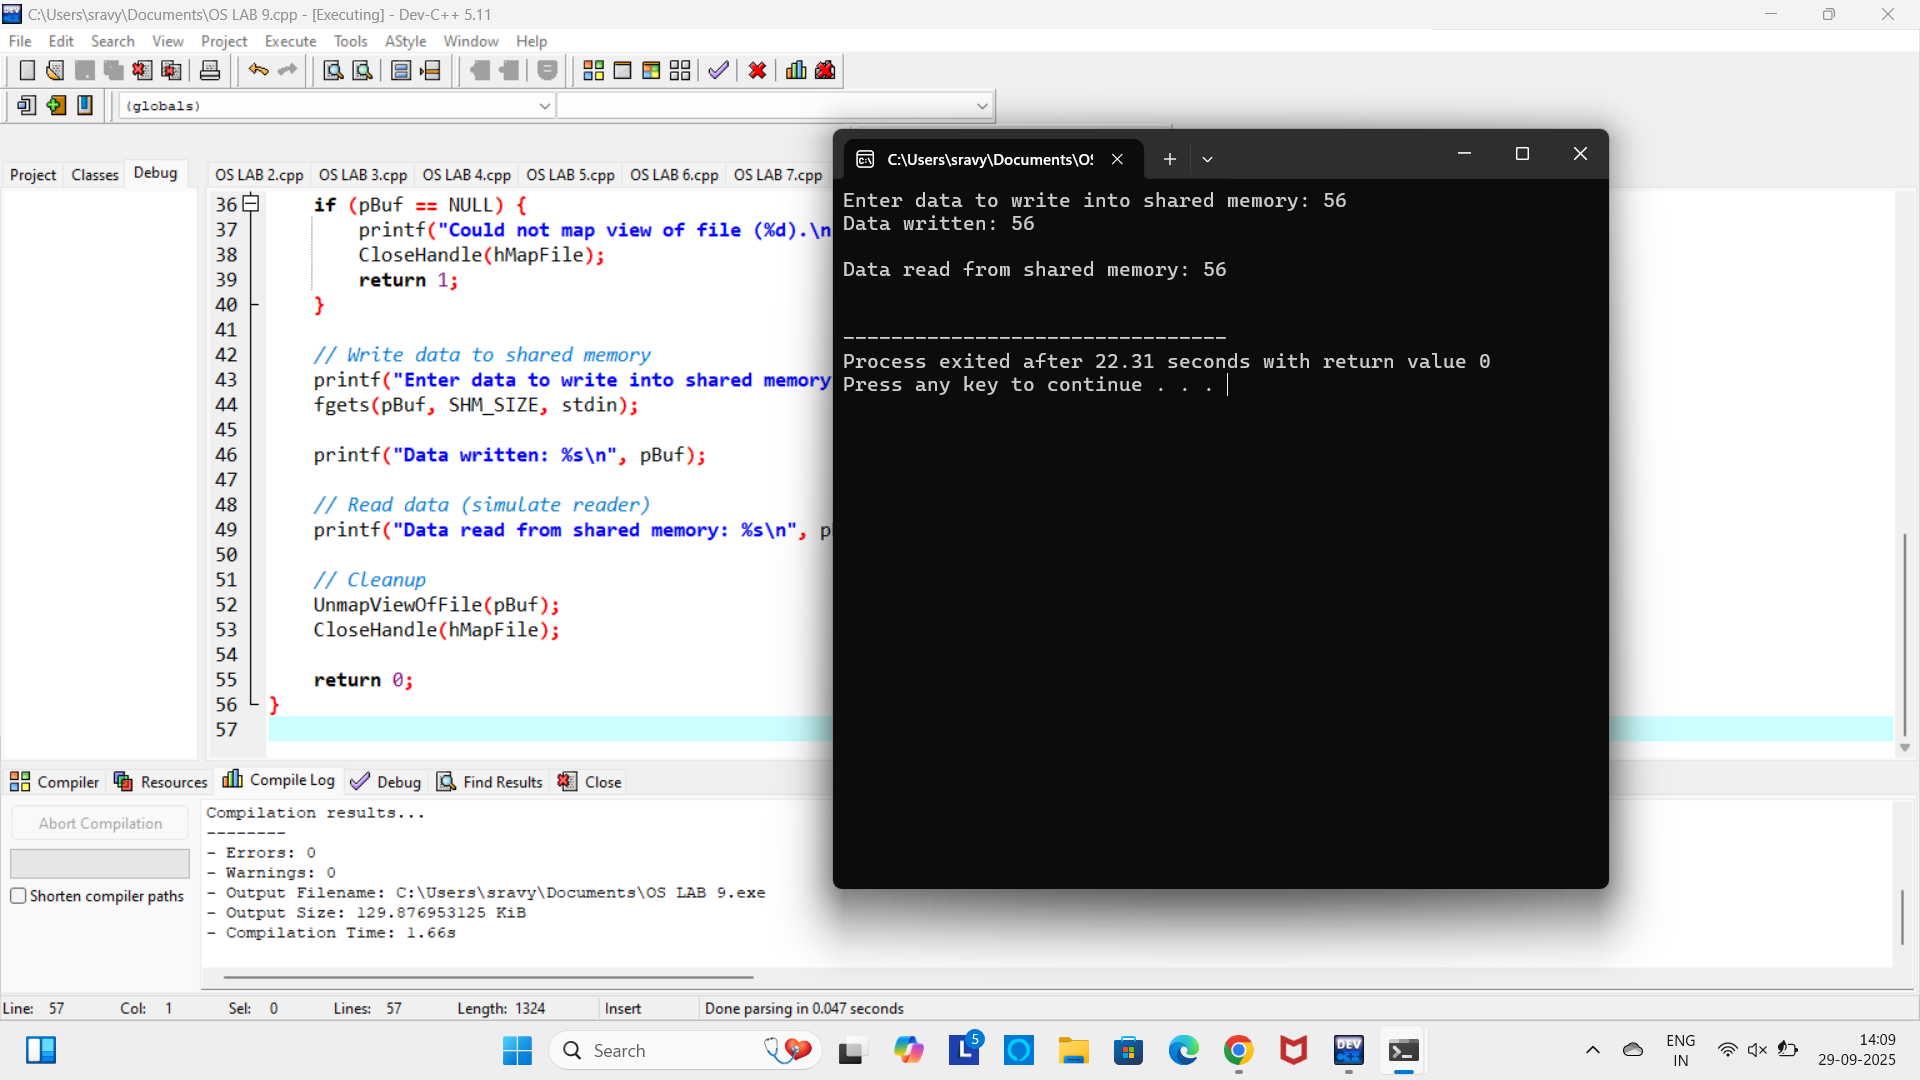 C:\Users\sravy\Documents\OS LAB 9.cpp - [Executing] - Dev-C++ 5.11
File Edit Search View Project Execute Tools AStyle Window Help
(globals)
Project Classes Debug
OS LAB 2.cpp OS LAB 3.cpp OS LAB 4.cpp OS LAB 5.cpp OS LAB 6.cpp OS LAB 7.cpp
36 if (pBuf == NULL) {
37 printf("Could not map view of file (%d).\n
38 CloseHandle(hMapFile);
39 return 1;
40 }
41
42 // Write data to shared memory
43 printf("Enter data to write into shared memory
44 fgets(pBuf, SHM_SIZE, stdin);
45
46 printf("Data written: %s\n", pBuf);
47
48 // Read data (simulate reader)
49 printf("Data read from shared memory: %s\n", p
50
51 // Cleanup
52 UnmapViewOfFile(pBuf);
53 CloseHandle(hMapFile);
54
55 return 0;
56 }
57
C:\Users\sravy\Documents\OS
Enter data to write into shared memory: 56
Data written: 56
Data read from shared memory: 56
--------------------------------
Process exited after 22.31 seconds with return value 0
Press any key to continue . . .
Compiler Resources Compile Log Debug Find Results Close
Abort Compilation
Shorten compiler paths
Compilation results...
--------
- Errors: 0
- Warnings: 0
- Output Filename: C:\Users\sravy\Documents\OS LAB 9.exe
- Output Size: 129.876953125 KiB
- Compilation Time: 1.66s
Line: 57 Col: 1 Sel: 0 Lines: 57 Length: 1324 Insert Done parsing in 0.047 seconds
Search
L 5
DEV C++
ENG
IN
14:09
29-09-2025